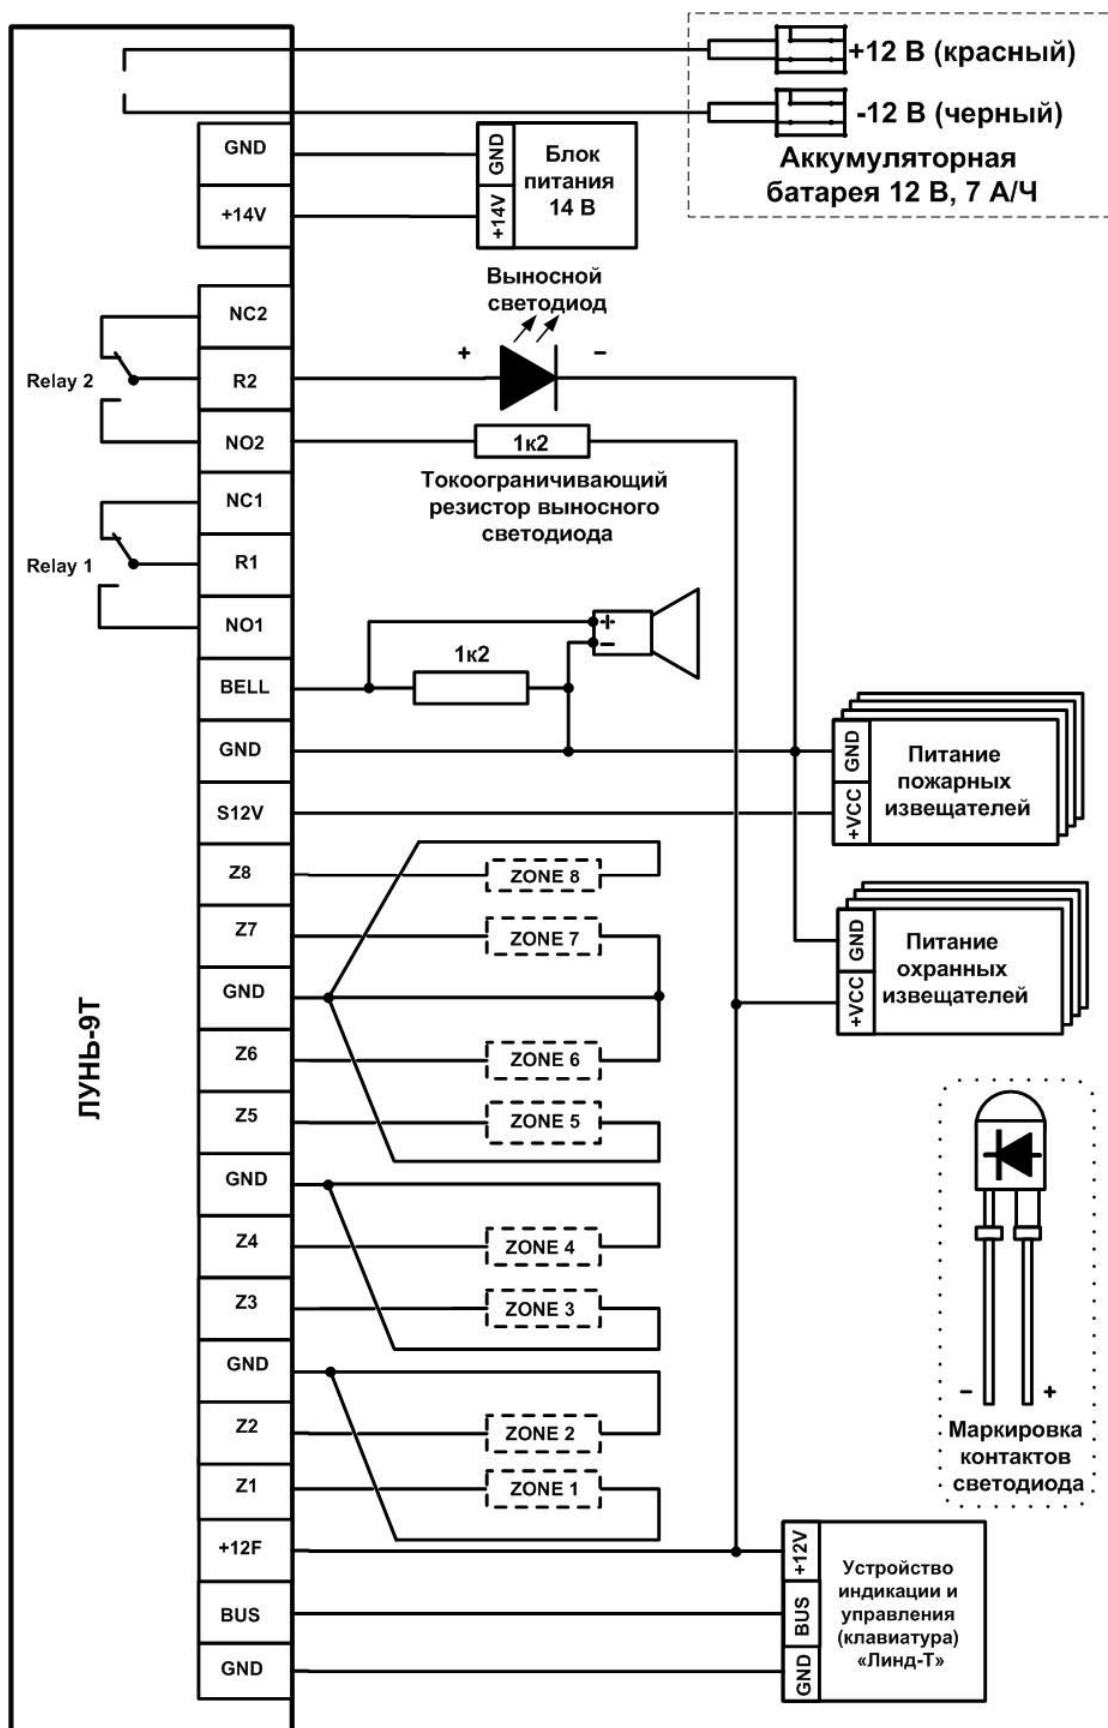 +12 В (красный)
-12 В (черный)
Аккумуляторная
батарея 12 В, 7 А/Ч
GND
+14V
GND
+14V
Блок
питания
14 В
Выносной
светодиод
+
−
NC2
Relay 2
R2
NO2
1к2
Токоограничивающий
резистор выносного
светодиода
NC1
Relay 1
R1
NO1
1к2
+
−
BELL
GND
S12V
GND
+VCC
Питание
пожарных
извещателей
Z8
ZONE 8
Z7
ZONE 7
GND
GND
+VCC
Питание
охранных
извещателей
ЛУНЬ-9Т
Z6
ZONE 6
Z5
ZONE 5
GND
Z4
ZONE 4
Z3
ZONE 3
GND
Z2
ZONE 2
Z1
ZONE 1
− +
Маркировка
контактов
светодиода
+12F
BUS
GND
+12V
BUS
GND
Устройство
индикации и
управления
(клавиатура)
«Линд-Т»